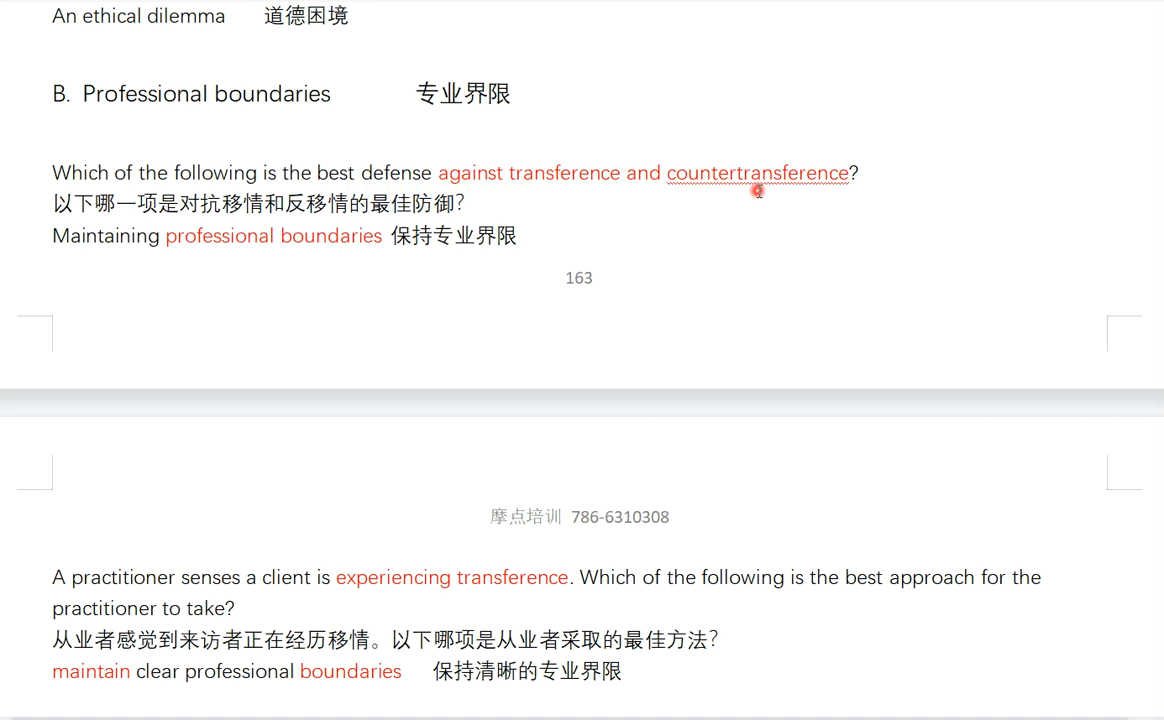 An ethical dilemma 道德困境
B. Professional boundaries 专业界限
Which of the following is the best defense against transference and countertransference?
以下哪一项是对抗移情和反移情的最佳防御？
Maintaining professional boundaries 保持专业界限
163
摩点培训 786-6310308
A practitioner senses a client is experiencing transference. Which of the following is the best approach for the
practitioner to take?
从业者感觉到来访者正在经历移情。以下哪项是从业者采取的最佳方法？
maintain clear professional boundaries 保持清晰的专业界限